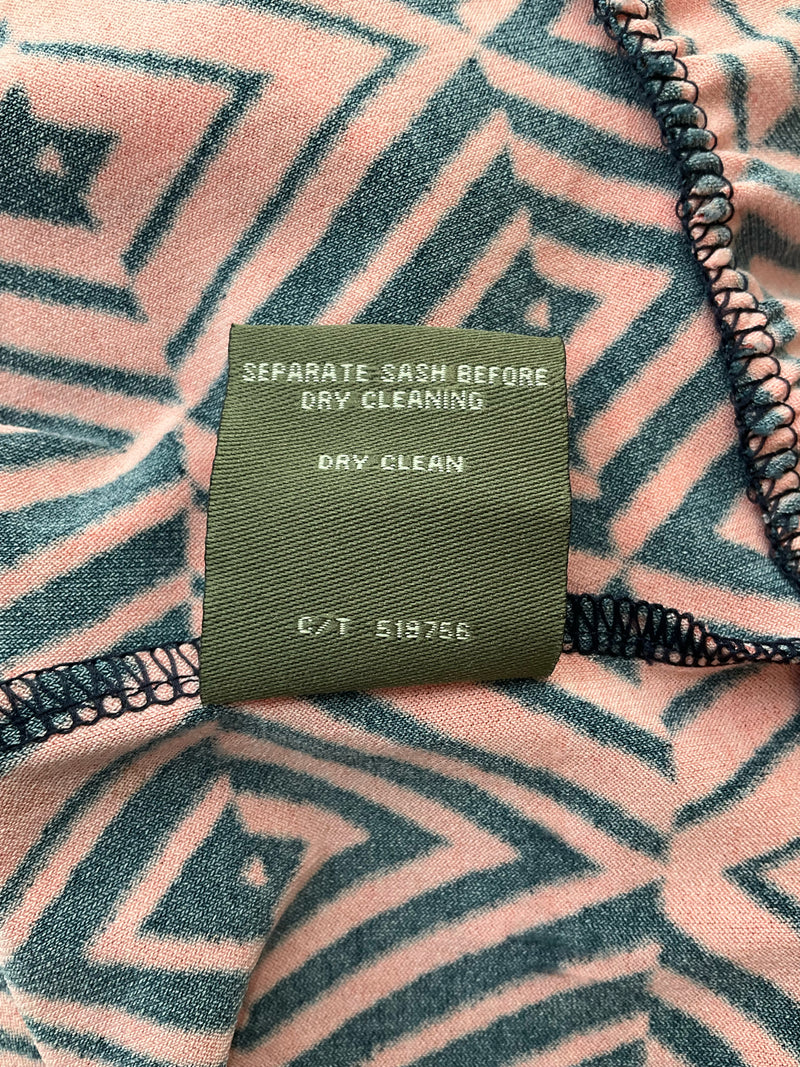 SEPARATE SASH BEFORE
DRY CLEANING
DRY CLEAN
C/T 519756